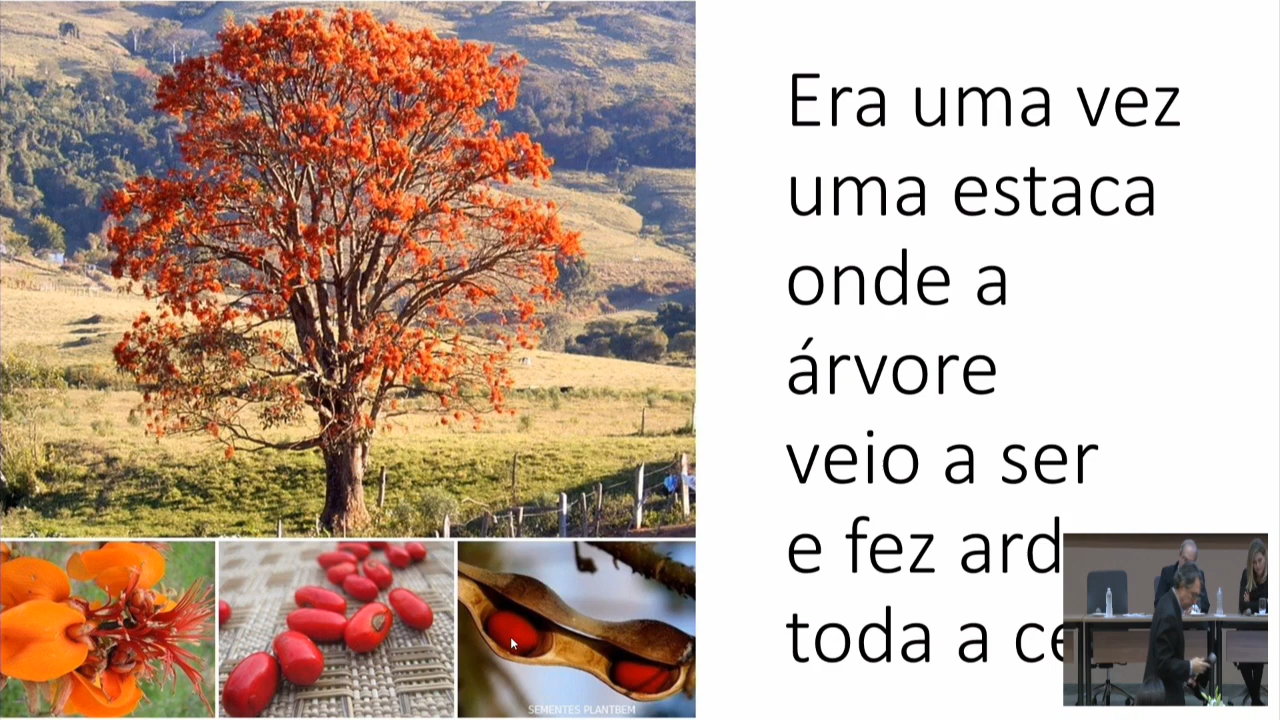 Era uma vez
uma estaca
onde a
árvore
veio a ser
e fez ard
toda a ce
SEMENTES PLANTBEM